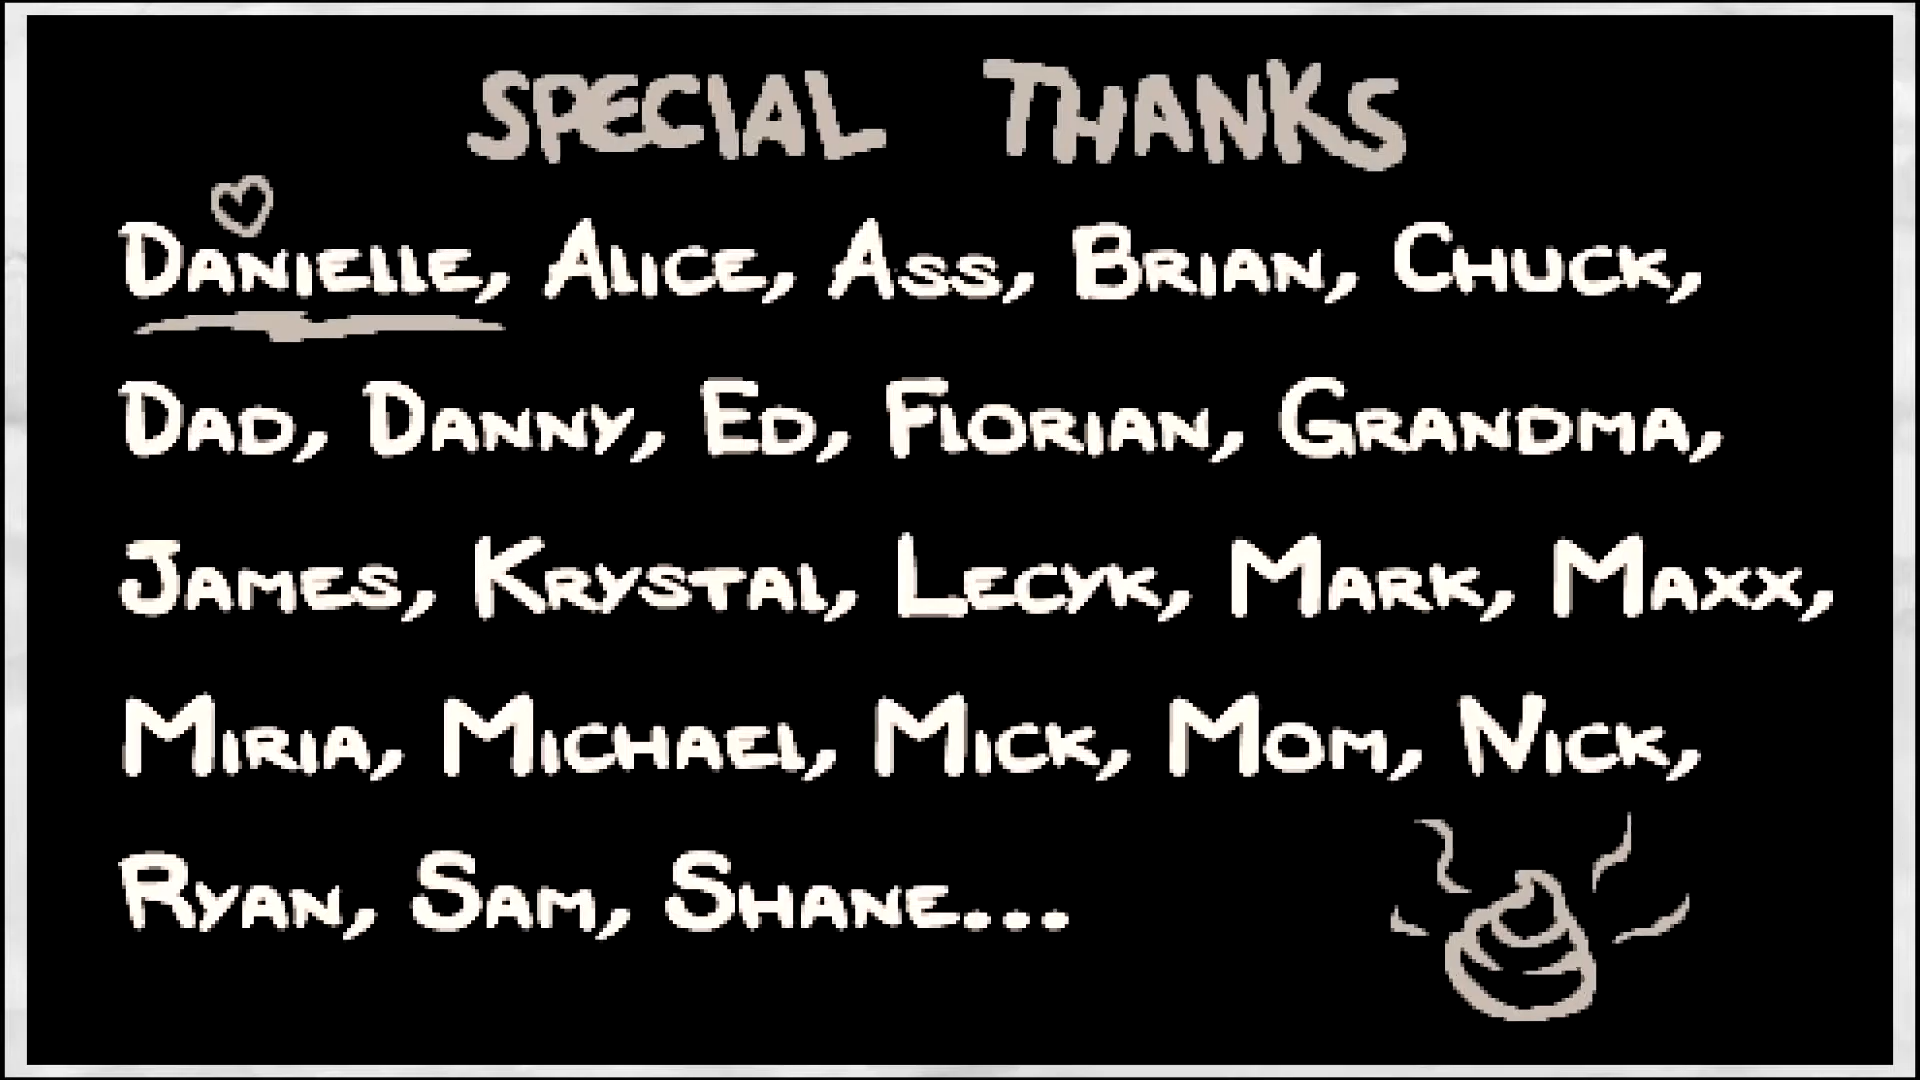 Special Thanks
Danielle, Alice, Ass, Brian, Chuck,
Dad, Danny, Ed, Florian, Grandma,
James, Krystal, Lecyk, Mark, Maxx,
Miria, Michael, Mick, Mom, Nick,
Ryan, Sam, Shane...